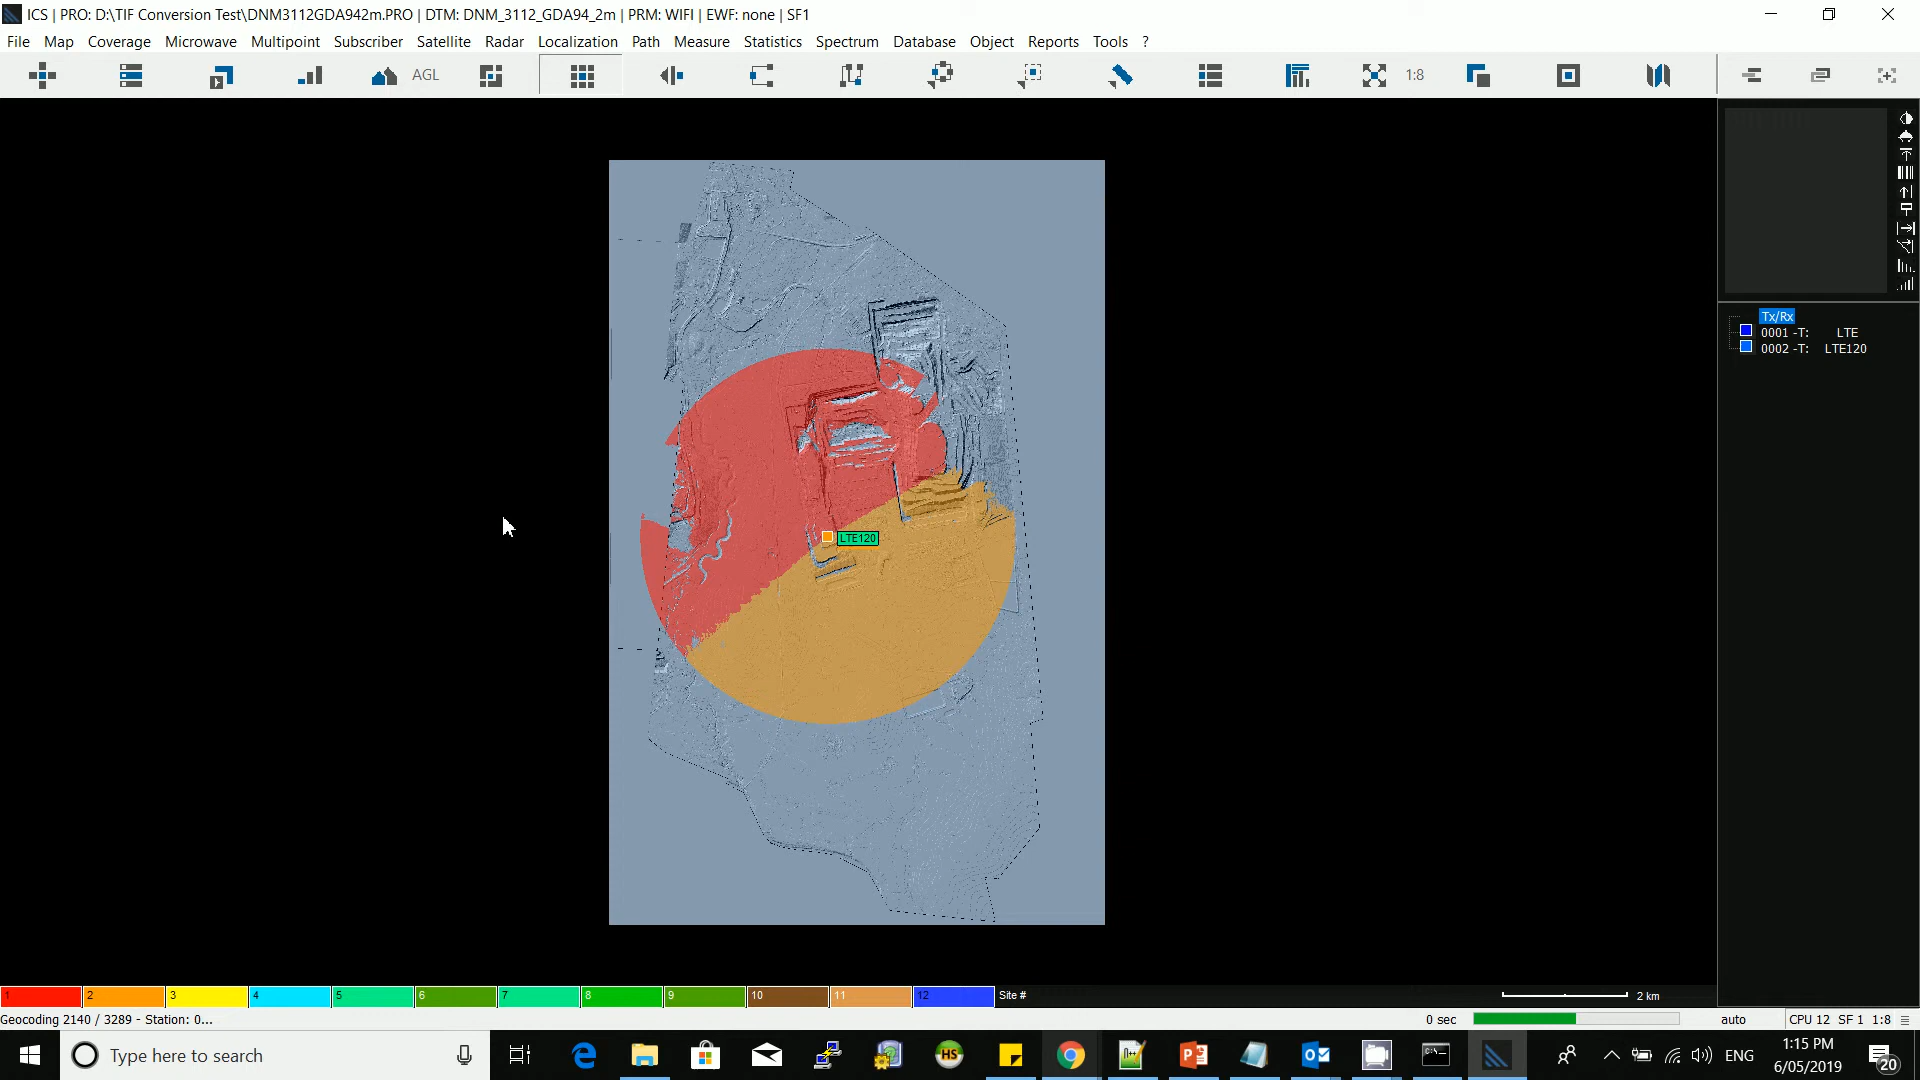 ICS | PRO: D:\TIF Conversion Test\DNM3112GDA942m.PRO | DTM: DNM_3112_GDA94_2m | PRM: WIFI | EWF: none | SF1
File Map Coverage Microwave Multipoint Subscriber Satellite Radar Localization Path Measure Statistics Spectrum Database Object Reports Tools ?
AGL 1:8
Tx/Rx
0001 -T: LTE
0002 -T: LTE120
LTE120
1 2 3 4 5 6 7 8 9 10 11 12 Site # 2 km
Geocoding 2140 / 3289 - Station: 0... 0 sec auto CPU 12 SF 1 1:8
Type here to search
HS
ENG
1:15 PM
6/05/2019
20